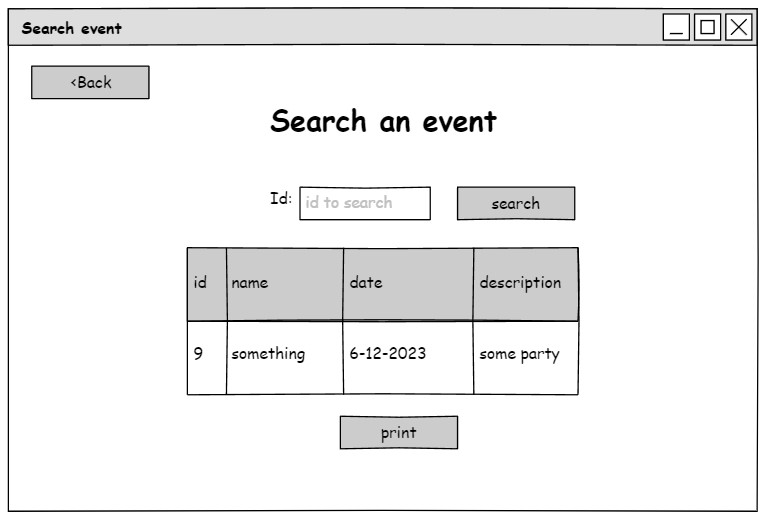 Search event
<Back
Search an event
Id: id to search search
id name date description
9 something 6-12-2023 some party
print